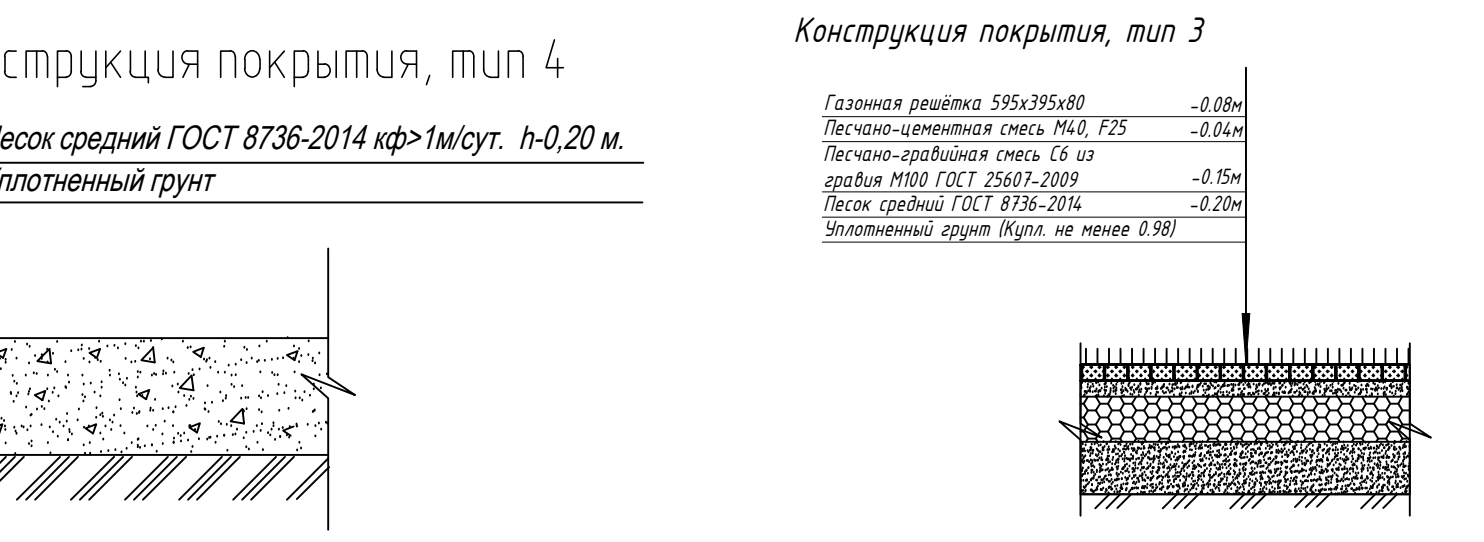 струкция покрытия, тип 4
песок средний ГОСТ 8736-2014 кф>1м/сут. h-0,20 м.
плотненный грунт
Конструкция покрытия, тип 3
Газонная решётка 595х395х80 -0.08м
Песчано-цементная смесь М40, F25 -0.04м
Песчано-гравийная смесь С6 из
гравия М100 ГОСТ 25607-2009 -0.15м
Песок средний ГОСТ 8736-2014 -0.20м
Уплотненный грунт (Купл. не менее 0.98)